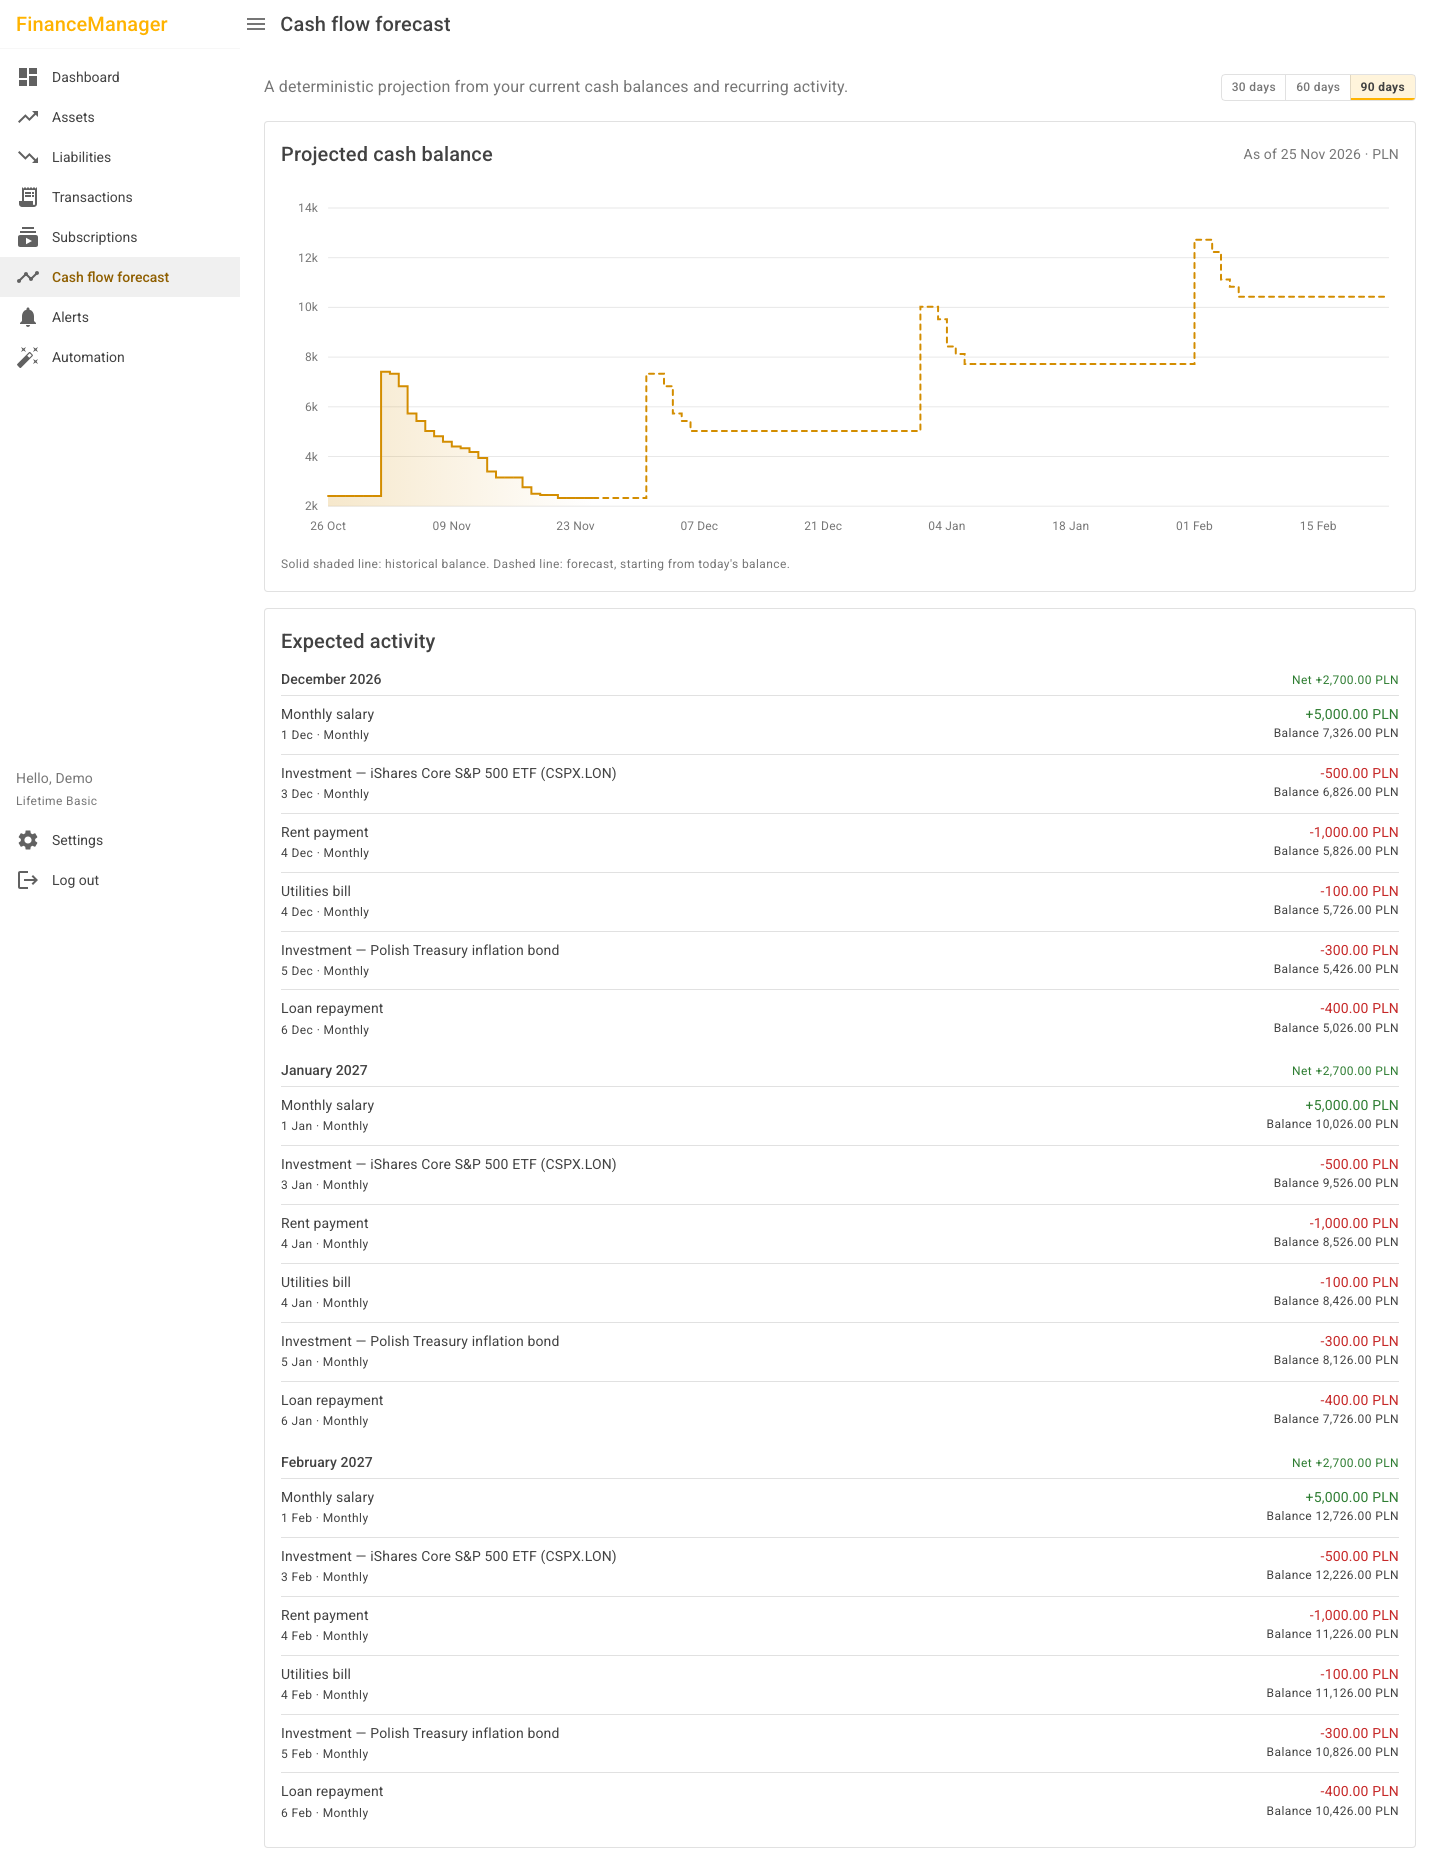 FinanceManager
Cash flow forecast
Dashboard
Assets
Liabilities
Transactions
Subscriptions
Cash flow forecast
Alerts
Automation
Hello, Demo
Lifetime Basic
Settings
Log out
A deterministic projection from your current cash balances and recurring activity.
30 days 60 days 90 days
Projected cash balance
As of 25 Nov 2026 · PLN
14k
12k
10k
8k
6k
4k
2k
26 Oct 09 Nov 23 Nov 07 Dec 21 Dec 04 Jan 18 Jan 01 Feb 15 Feb
Solid shaded line: historical balance. Dashed line: forecast, starting from today's balance.
Expected activity
December 2026 Net +2,700.00 PLN
Monthly salary +5,000.00 PLN
1 Dec · Monthly Balance 7,326.00 PLN
Investment — iShares Core S&P 500 ETF (CSPX.LON) -500.00 PLN
3 Dec · Monthly Balance 6,826.00 PLN
Rent payment -1,000.00 PLN
4 Dec · Monthly Balance 5,826.00 PLN
Utilities bill -100.00 PLN
4 Dec · Monthly Balance 5,726.00 PLN
Investment — Polish Treasury inflation bond -300.00 PLN
5 Dec · Monthly Balance 5,426.00 PLN
Loan repayment -400.00 PLN
6 Dec · Monthly Balance 5,026.00 PLN
January 2027 Net +2,700.00 PLN
Monthly salary +5,000.00 PLN
1 Jan · Monthly Balance 10,026.00 PLN
Investment — iShares Core S&P 500 ETF (CSPX.LON) -500.00 PLN
3 Jan · Monthly Balance 9,526.00 PLN
Rent payment -1,000.00 PLN
4 Jan · Monthly Balance 8,526.00 PLN
Utilities bill -100.00 PLN
4 Jan · Monthly Balance 8,426.00 PLN
Investment — Polish Treasury inflation bond -300.00 PLN
5 Jan · Monthly Balance 8,126.00 PLN
Loan repayment -400.00 PLN
6 Jan · Monthly Balance 7,726.00 PLN
February 2027 Net +2,700.00 PLN
Monthly salary +5,000.00 PLN
1 Feb · Monthly Balance 12,726.00 PLN
Investment — iShares Core S&P 500 ETF (CSPX.LON) -500.00 PLN
3 Feb · Monthly Balance 12,226.00 PLN
Rent payment -1,000.00 PLN
4 Feb · Monthly Balance 11,226.00 PLN
Utilities bill -100.00 PLN
4 Feb · Monthly Balance 11,126.00 PLN
Investment — Polish Treasury inflation bond -300.00 PLN
5 Feb · Monthly Balance 10,826.00 PLN
Loan repayment -400.00 PLN
6 Feb · Monthly Balance 10,426.00 PLN